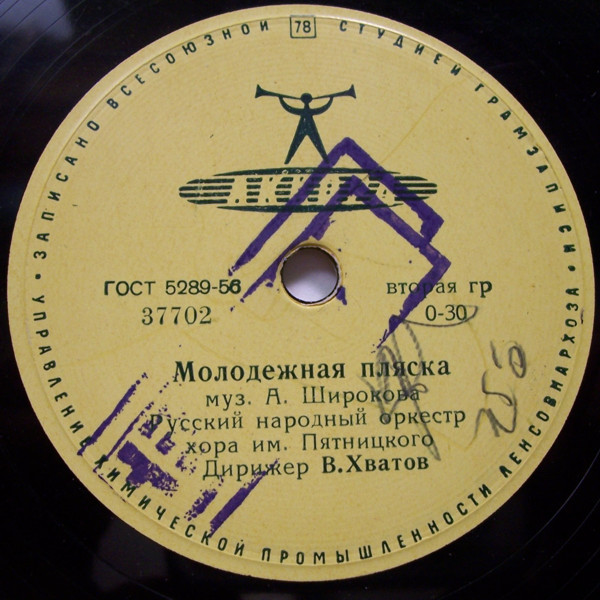 ЗАПИСАНО ВСЕСОЮЗНОЙ 78 СТУДИЕЙ ГРАМЗАПИСИ
УПРАВЛЕНИЕ ХИМИЧЕСКОЙ ПРОМЫШЛЕННОСТИ ЛЕНСОВНАРХОЗА
АККОРД
ГОСТ 5289-56
вторая гр
37702
0-30
Молодежная пляска
муз. А. Широкова
Русский народный оркестр
хора им. Пятницкого
Дирижер В.Хватов